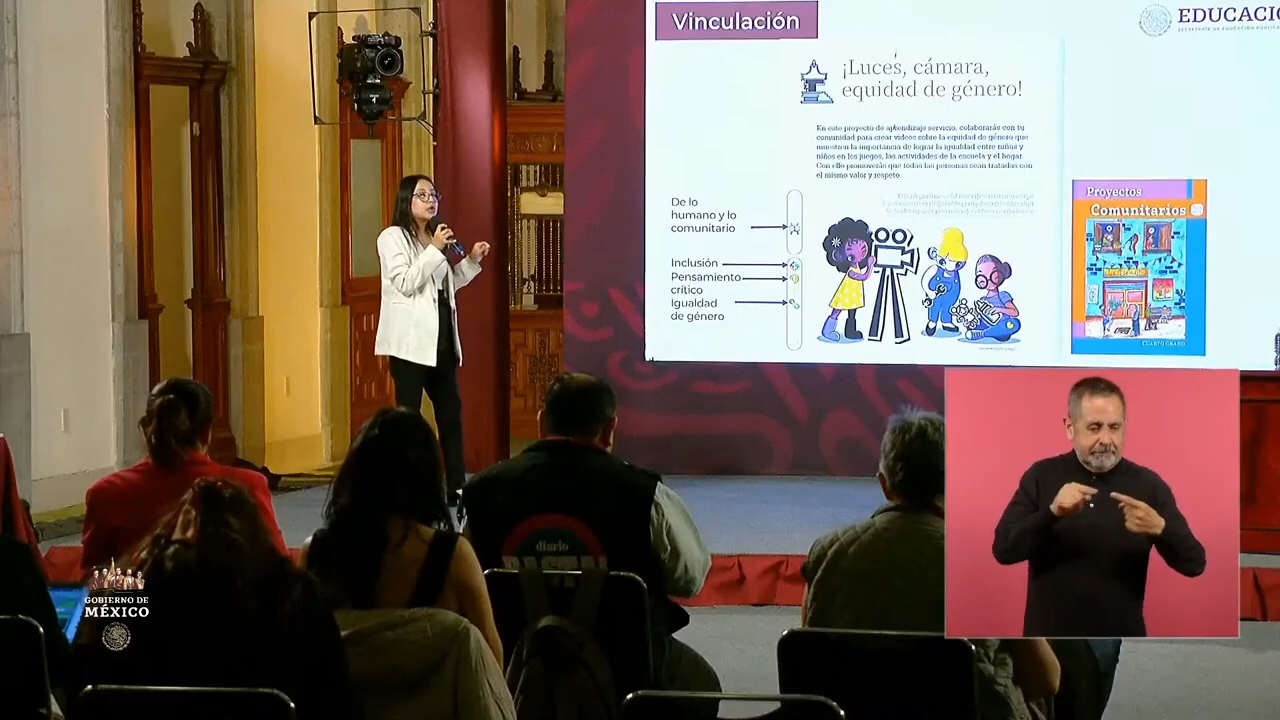 Vinculación
EDUCACIÓ
¡Luces, cámara,
equidad de género!
En este proyecto de aprendizaje servicio, colaborarás con tu
comunidad para crear videos sobre la equidad de género que
muestren la importancia de lograr la igualdad entre niñas y
niños en los juegos, las actividades de la escuela y el hogar.
Con ello promoverás que todas las personas sean tratadas con
el mismo valor y respeto.
De lo
humano y lo
comunitario
Inclusión
Pensamiento
crítico
Igualdad
de género
Proyectos
Comunitarios
CUARTO GRADO
diario
GOBIERNO DE
MÉXICO